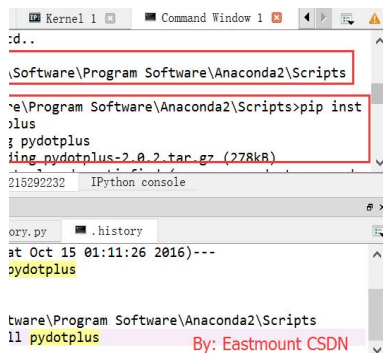 Kernel 1 Command Window 1
cd..
\Software\Program Software\Anaconda2\Scripts
re\Program Software\Anaconda2\Scripts>pip inst
plus
g pydotplus
ding pydotplus-2.0.2.tar.gz (278kB)
215292232 IPython console
ory.py .history
at Oct 15 01:11:26 2016)---
pydotplus
tware\Program Software\Anaconda2\Scripts
ll pydotplus
By: Eastmount CSDN